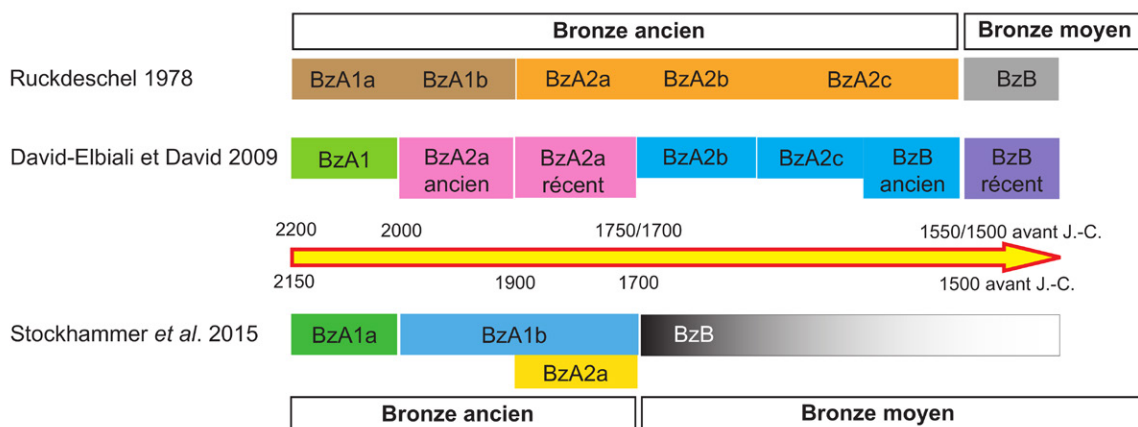 Bronze ancien Bronze moyen
Ruckdeschel 1978 BzA1a BzA1b BzA2a BzA2b BzA2c BzB
David-Elbiali et David 2009 BzA1 BzA2a BzA2a BzA2b BzA2c BzB BzB
ancien récent ancien récent
2200 2000 1750/1700 1550/1500 avant J.-C.
2150 1900 1700 1500 avant J.-C.
Stockhammer et al. 2015 BzA1a BzA1b BzB
BzA2a
Bronze ancien Bronze moyen